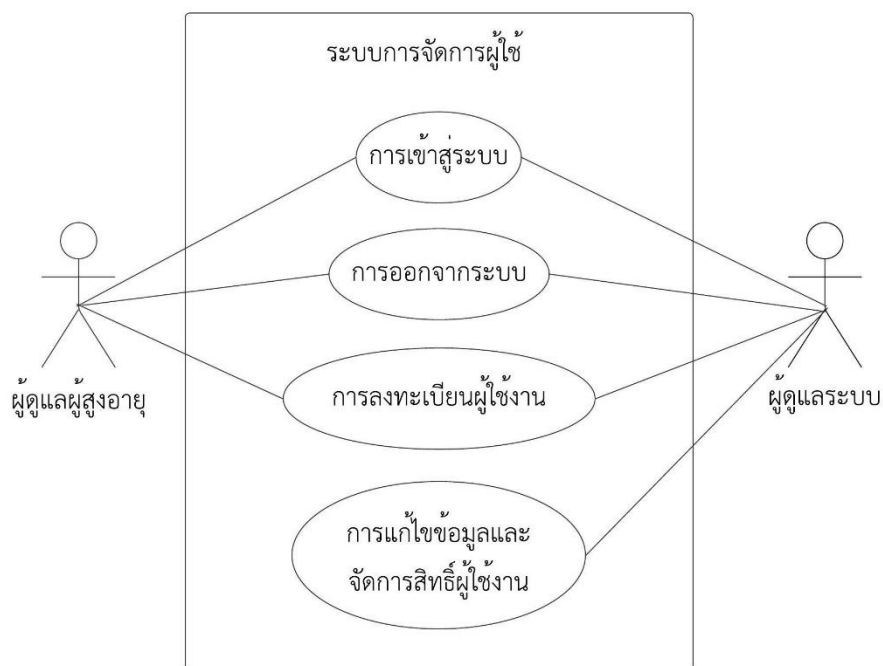 ระบบการจัดการผู้ใช้
การเข้าสู่ระบบ
การออกจากระบบ
การลงทะเบียนผู้ใช้งาน
ผู้ดูแลผู้สูงอายุ
ผู้ดูแลระบบ
การแก้ไขข้อมูลและ
จัดการสิทธิ์ผู้ใช้งาน